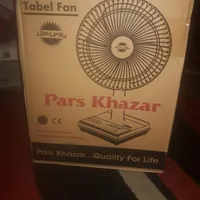 Tabel Fan
Pars Khazar
Pars Khazar...Quality For Life